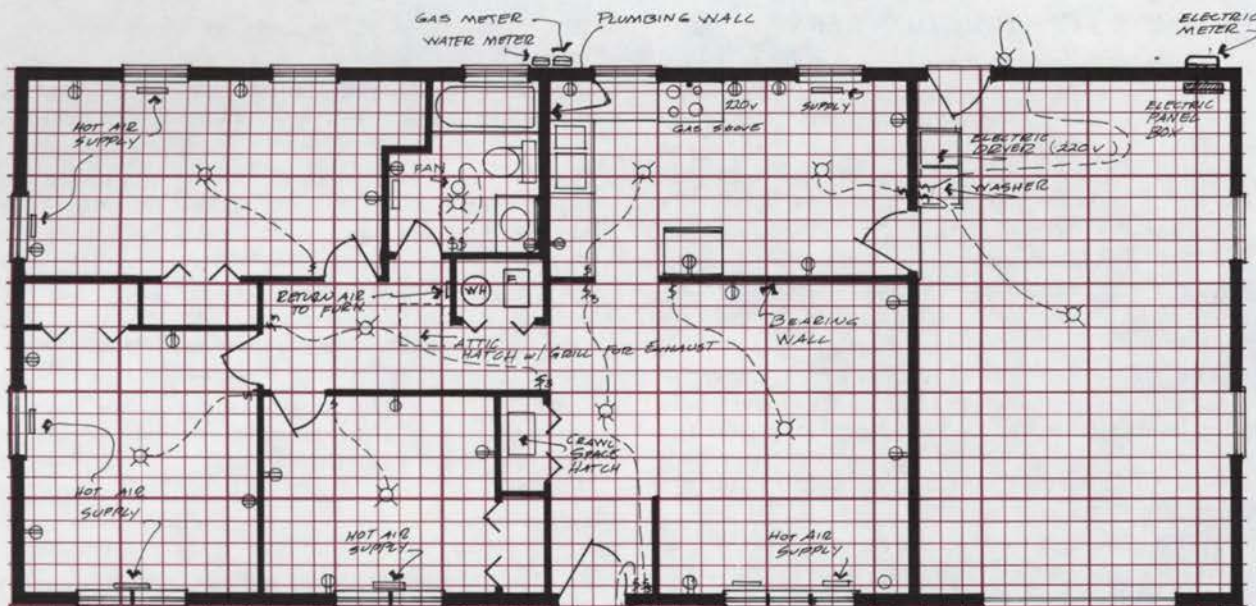 GAS METER
WATER METER
PLUMBING WALL
ELECTRIC
METER
HOT AIR
SUPPLY
FAN
220V
GAS STOVE
SUPPLY
ELECTRIC
PANEL
BOX
ELECTRIC
DRYER (220V)
WASHER
RETURN AIR
TO FURN.
WH
F
BEARING
WALL
ATTIC
HATCH W/ GRILL FOR EXHAUST
CRAWL
SPACE
HATCH
HOT AIR
SUPPLY
HOT AIR
SUPPLY
HOT AIR
SUPPLY